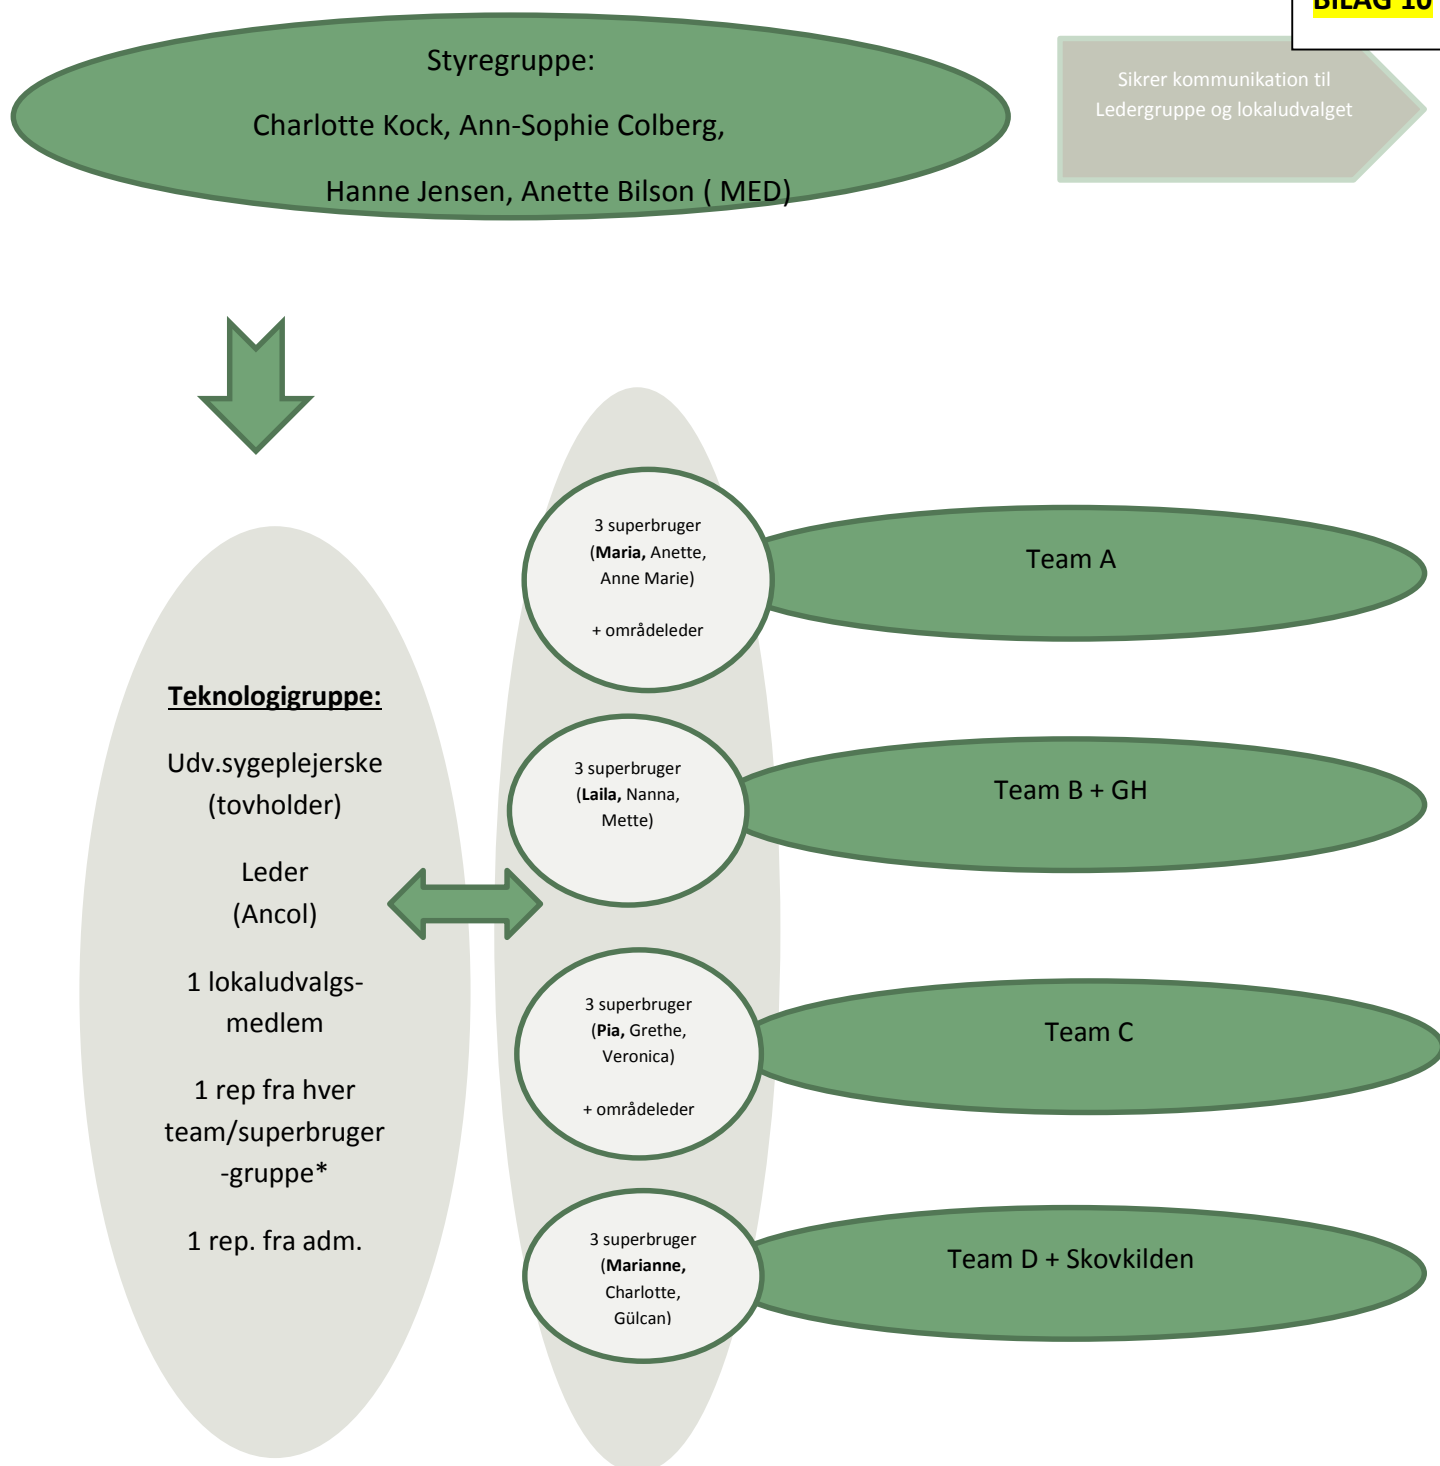 BILAG 10
Styregruppe:
Charlotte Kock, Ann-Sophie Colberg,
Hanne Jensen, Anette Bilson ( MED)
Sikrer kommunikation til
Ledergruppe og lokaludvalget
Teknologigruppe:
Udv.sygeplejerske
(tovholder)
Leder
(Ancol)
1 lokaludvalgs-
medlem
1 rep fra hver
team/superbruger
-gruppe*
1 rep. fra adm.
3 superbruger
(Maria, Anette,
Anne Marie)
+ områdeleder
Team A
3 superbruger
(Laila, Nanna,
Mette)
Team B + GH
3 superbruger
(Pia, Grethe,
Veronica)
+ områdeleder
Team C
3 superbruger
(Marianne,
Charlotte,
Gülcan)
Team D + Skovkilden